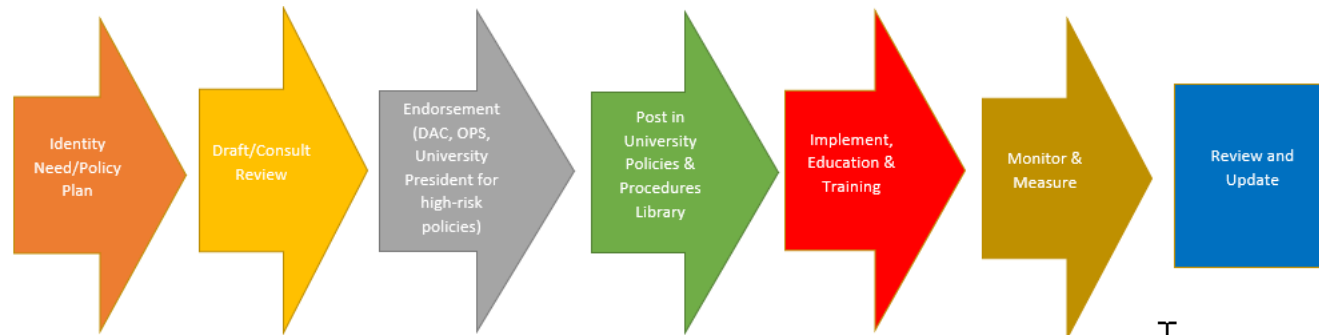 Identity
Need/Policy
Plan
Draft/Consult
Review
Endorsement
(DAC, OPS,
University
President for
high-risk
policies)
Post in
University
Policies &
Procedures
Library
Implement,
Education &
Training
Monitor &
Measure
Review and
Update